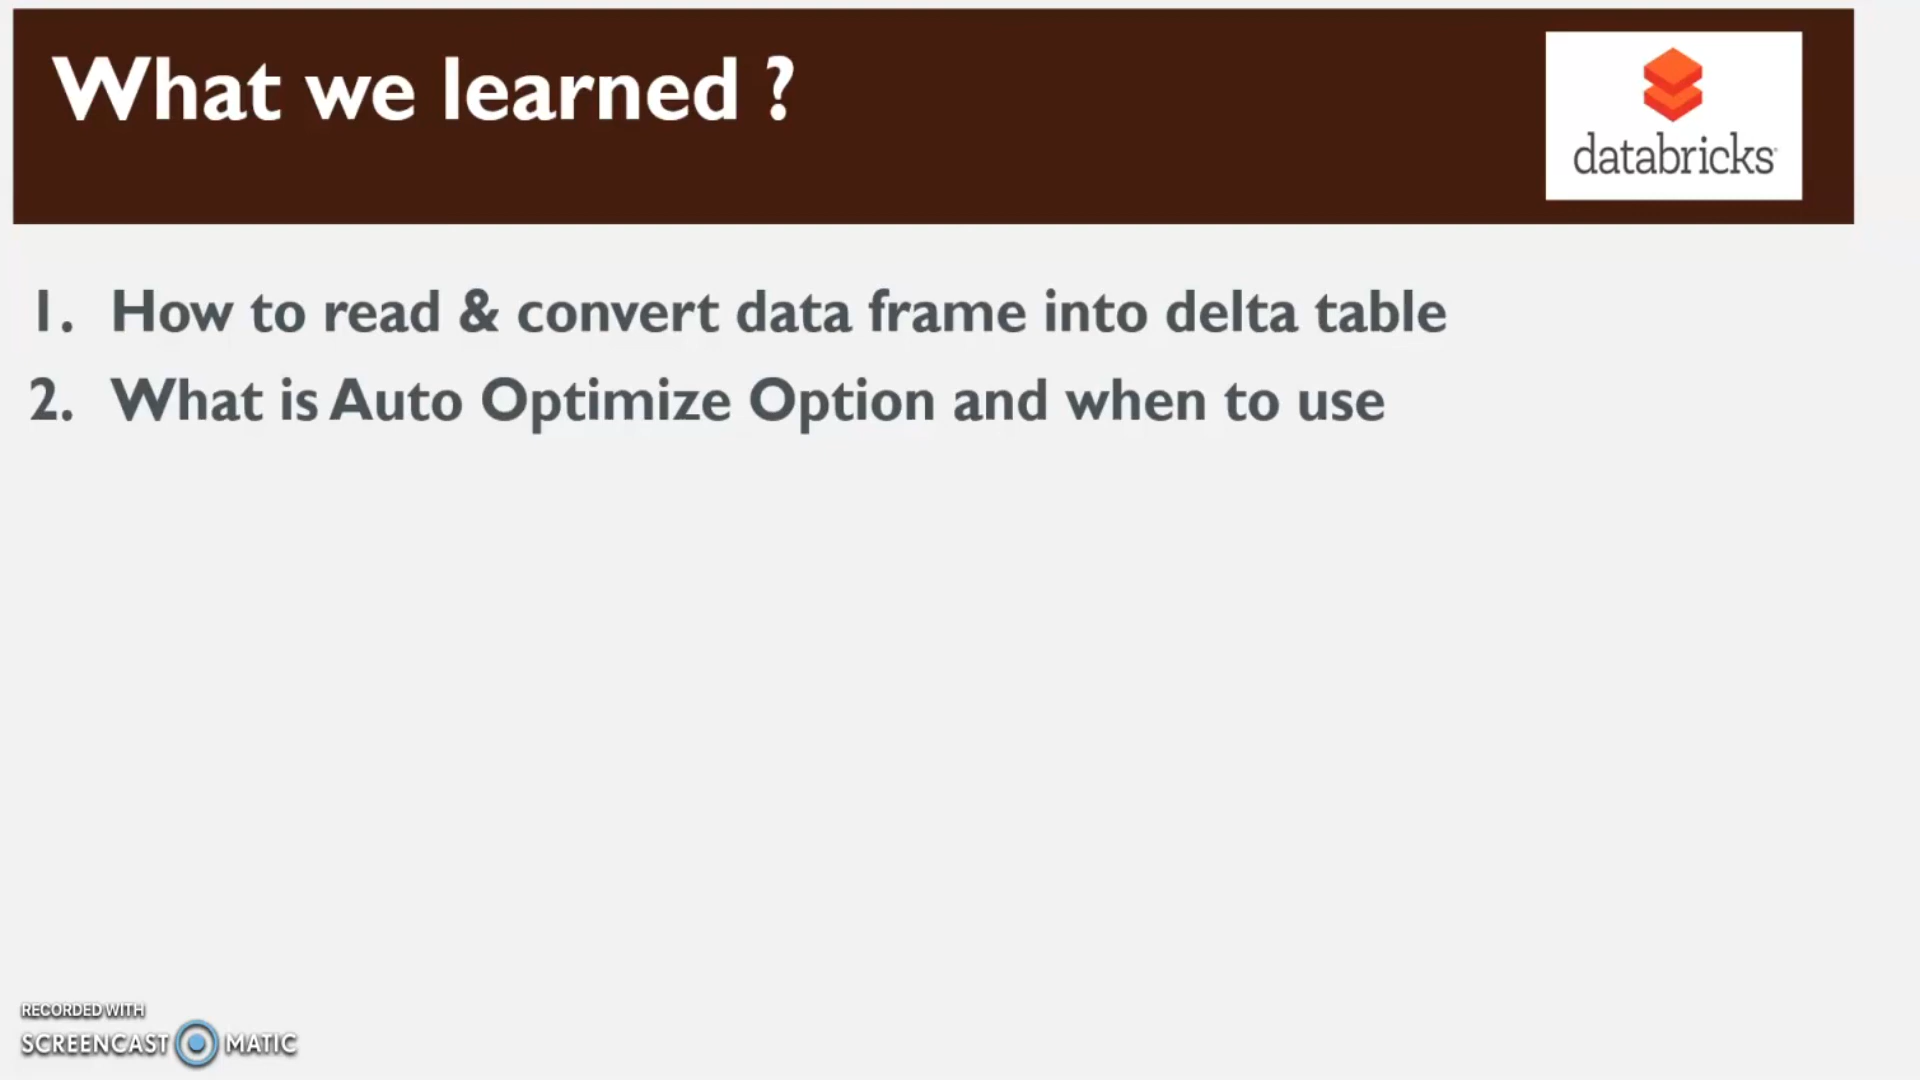 What we learned ?
databricks
1. How to read & convert data frame into delta table
2. What is Auto Optimize Option and when to use
RECORDED WITH
SCREENCAST MATIC